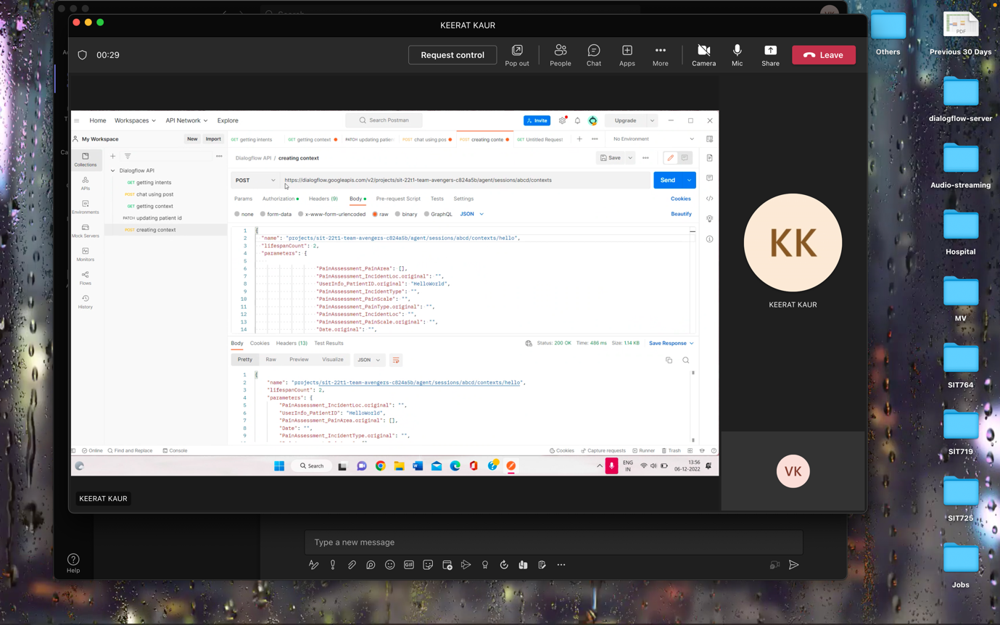 Search
KEERAT KAUR
00:29
Request control
Pop out
People
Chat
Apps
More
Camera
Mic
Share
Leave
Home
Workspaces
API Network
Explore
Search Postman
Invite
Upgrade
My Workspace
New
Import
GET getting intents
GET getting context
PATCH updating patien
POST chat using pos
POST creating conte
GET Untitled Request
No Environment
Collections
APIs
Environments
Mock Servers
Monitors
Flows
History
Dialogflow API
GET getting intents
POST chat using post
GET getting context
PATCH updating patient id
POST creating context
Dialogflow API / creating context
Save
POST
https://dialogflow.googleapis.com/v2/projects/sit-22t1-team-avengers-c824a5b/agent/sessions/abcd/contexts
Send
Params
Authorization
Headers (9)
Body
Pre-request Script
Tests
Settings
Cookies
none
form-data
x-www-form-urlencoded
raw
binary
GraphQL
JSON
Beautify
1 {
2 "name": "projects/sit-22t1-team-avengers-c824a5b/agent/sessions/abcd/contexts/hello",
3 "lifespanCount": 2,
4 "parameters": {
5
6 "PainAssessment_PainArea": [],
7 "PainAssessment_IncidentLoc.original": "",
8 "UserInfo_PatientID.original": "HelloWorld",
9 "PainAssessment_IncidentType": "",
10 "PainAssessment_PainScale": "",
11 "PainAssessment_PainType.original": "",
12 "PainAssessment_IncidentLoc": "",
13 "PainAssessment_PainScale.original": "",
14 "Date.original": "",
Body
Cookies
Headers (13)
Test Results
Status: 200 OK
Time: 486 ms
Size: 1.14 KB
Save Response
Pretty
Raw
Preview
Visualize
JSON
1 {
2 "name": "projects/sit-22t1-team-avengers-c824a5b/agent/sessions/abcd/contexts/hello",
3 "lifespanCount": 2,
4 "parameters": {
5 "PainAssessment_IncidentLoc.original": "",
6 "UserInfo_PatientID": "HelloWorld",
7 "PainAssessment_PainArea.original": [],
8 "Date": "",
9 "PainAssessment_IncidentType.original": "",
Online
Find and Replace
Console
Cookies
Capture requests
Runner
Trash
Search
ENG
IN
13:56
06-12-2022
KEERAT KAUR
KK
KEERAT KAUR
VK
Type a new message
GIF
Help
Others
PDF
Previous 30 Days
dialogflow-server
Audio-streaming
Hospital
MV
SIT764
SIT719
SIT725
Jobs